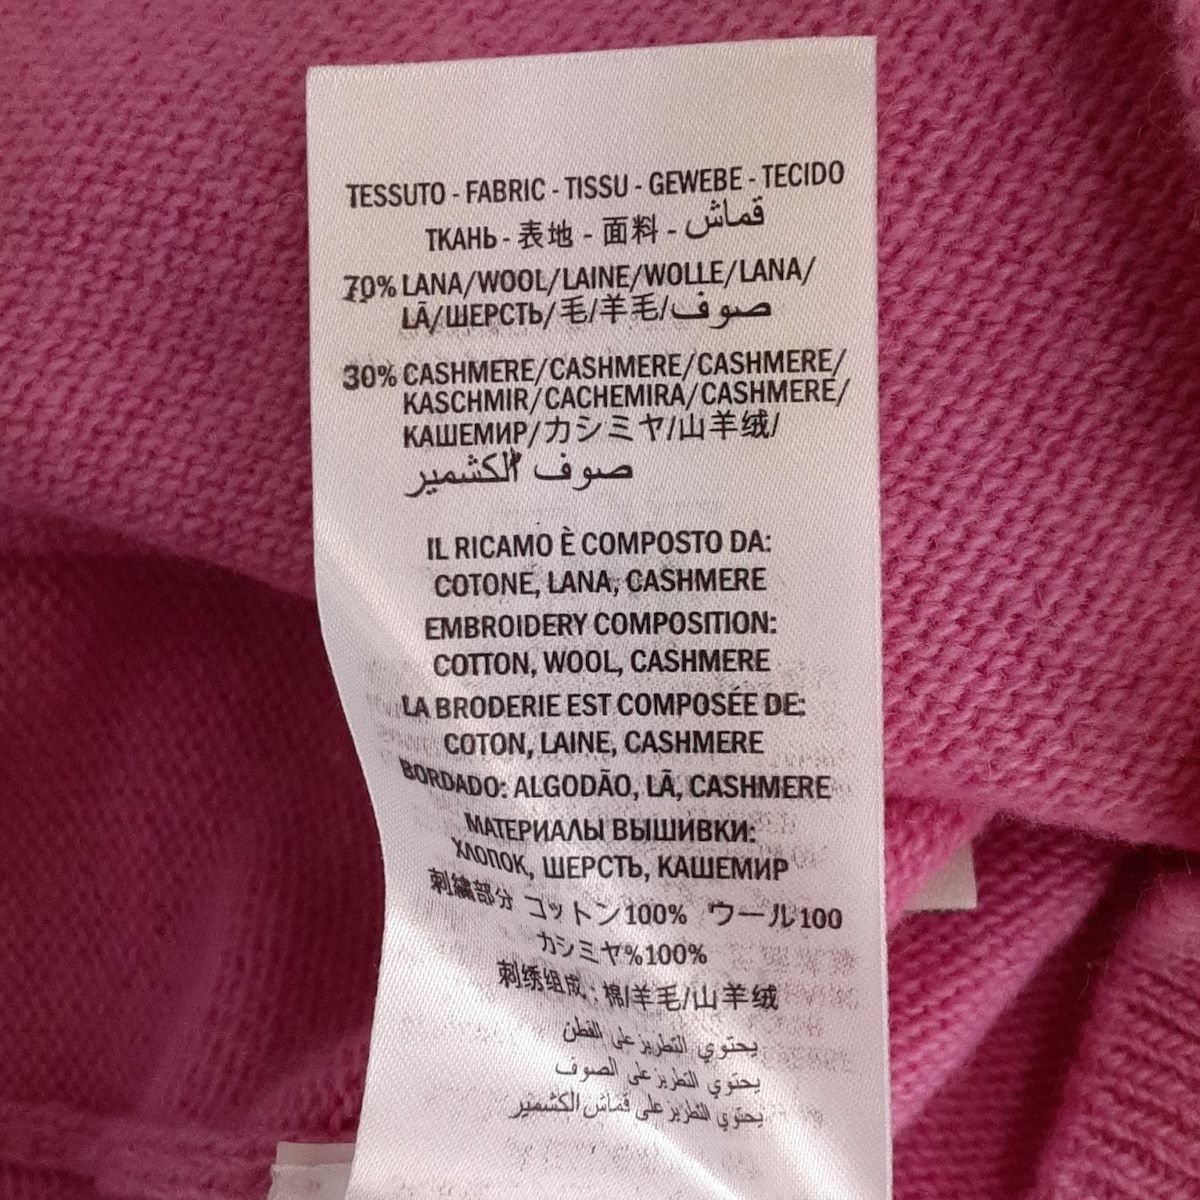 TESSUTO - FABRIC - TISSU - GEWEBE - TECIDO
ТКАНЬ - 表地 - 面料 - قماش
70% LANA/WOOL/LAINE/WOLLE/LANA/
LÃ/ШЕРСТЬ/毛/羊毛/صوف
30% CASHMERE/CASHMERE/CASHMERE/
KASCHMIR/CACHEMIRA/CASHMERE/
КАШЕМИР/カシミヤ/山羊绒/
صوف الكشمير
IL RICAMO È COMPOSTO DA:
COTONE, LANA, CASHMERE
EMBROIDERY COMPOSITION:
COTTON, WOOL, CASHMERE
LA BRODERIE EST COMPOSÉE DE:
COTON, LAINE, CASHMERE
BORDADO: ALGODÃO, LÃ, CASHMERE
МАТЕРИАЛЫ ВЫШИВКИ:
ХЛОПОК, ШЕРСТЬ, КАШЕМИР
刺繍部分 コットン100% ウール100
カシミヤ%100%
刺绣组成:棉/羊毛/山羊绒
يحتوي التطريز على القطن
يحتوي التطريز على الصوف
يحتوي التطريز على قماش الكشمير